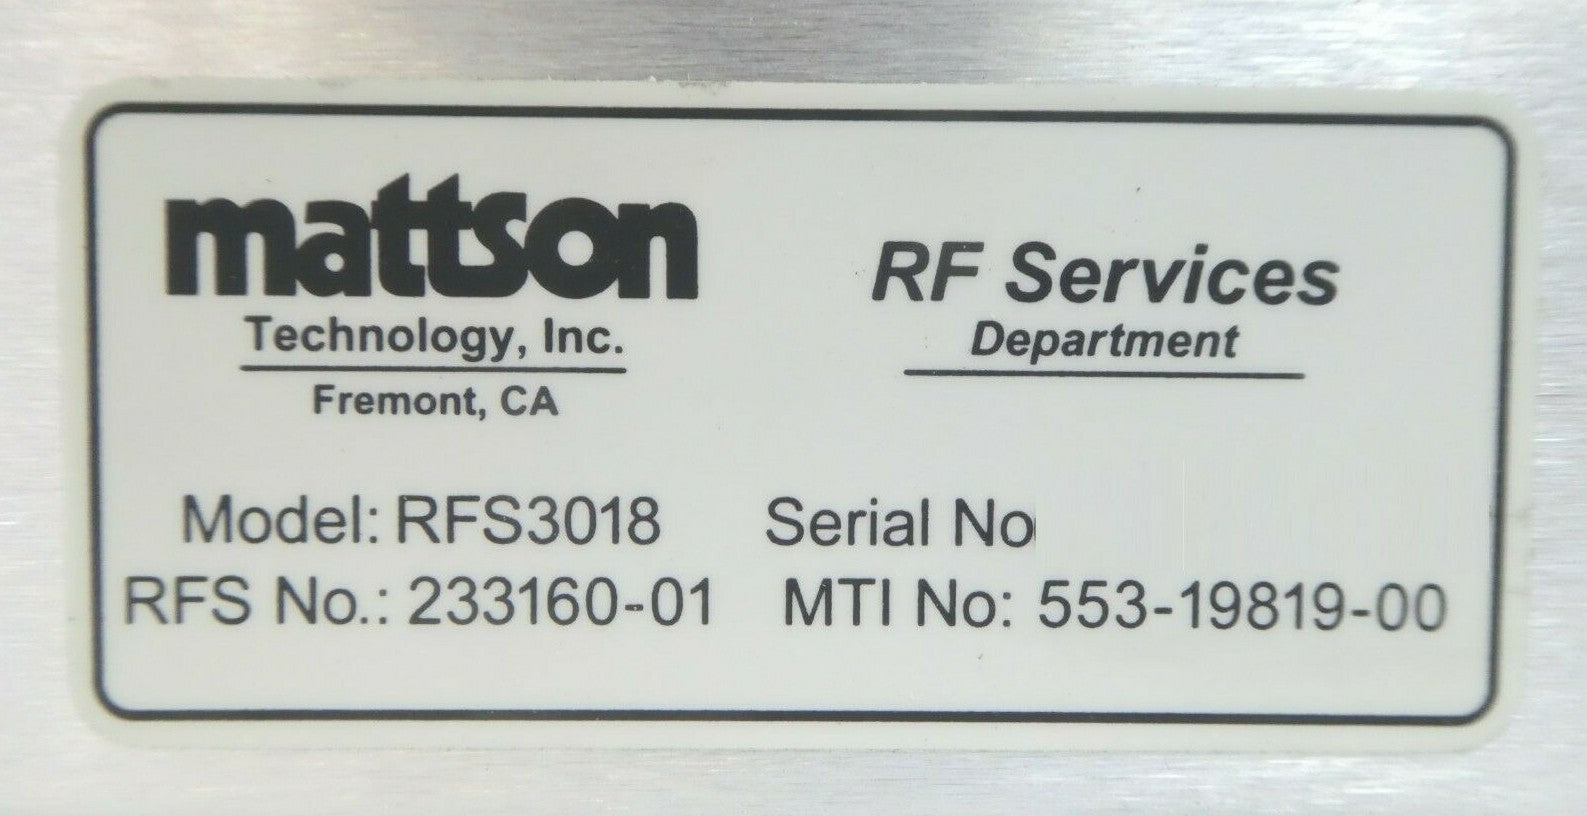 mattson
Technology, Inc.
Fremont, CA
RF Services
Department
Model: RFS3018 Serial No
RFS No.: 233160-01 MTI No: 553-19819-00